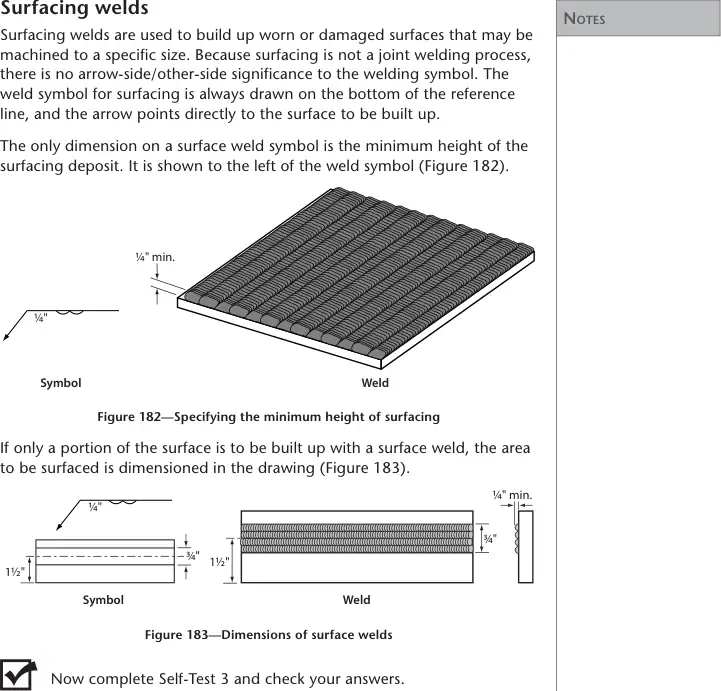 Surfacing welds
Surfacing welds are used to build up worn or damaged surfaces that may be
machined to a specific size. Because surfacing is not a joint welding process,
there is no arrow-side/other-side significance to the welding symbol. The
weld symbol for surfacing is always drawn on the bottom of the reference
line, and the arrow points directly to the surface to be built up.
The only dimension on a surface weld symbol is the minimum height of the
surfacing deposit. It is shown to the left of the weld symbol (Figure 182).
¼" min.
¼"
Symbol
Weld
Figure 182—Specifying the minimum height of surfacing
If only a portion of the surface is to be built up with a surface weld, the area
to be surfaced is dimensioned in the drawing (Figure 183).
¼"
¼" min.
¾"
1½"
¾"
1½"
Symbol
Weld
Figure 183—Dimensions of surface welds
Now complete Self-Test 3 and check your answers.
NOTES